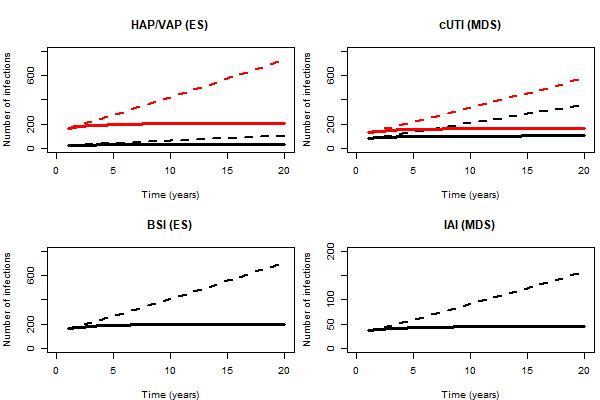 HAP/VAP (ES)
Number of infections
0 200 600
0 5 10 15 20
Time (years)
cUTI (MDS)
Number of infections
0 200 600
0 5 10 15 20
Time (years)
BSI (ES)
Number of infections
0 200 600
0 5 10 15 20
Time (years)
IAI (MDS)
Number of infections
0 50 100 200
0 5 10 15 20
Time (years)